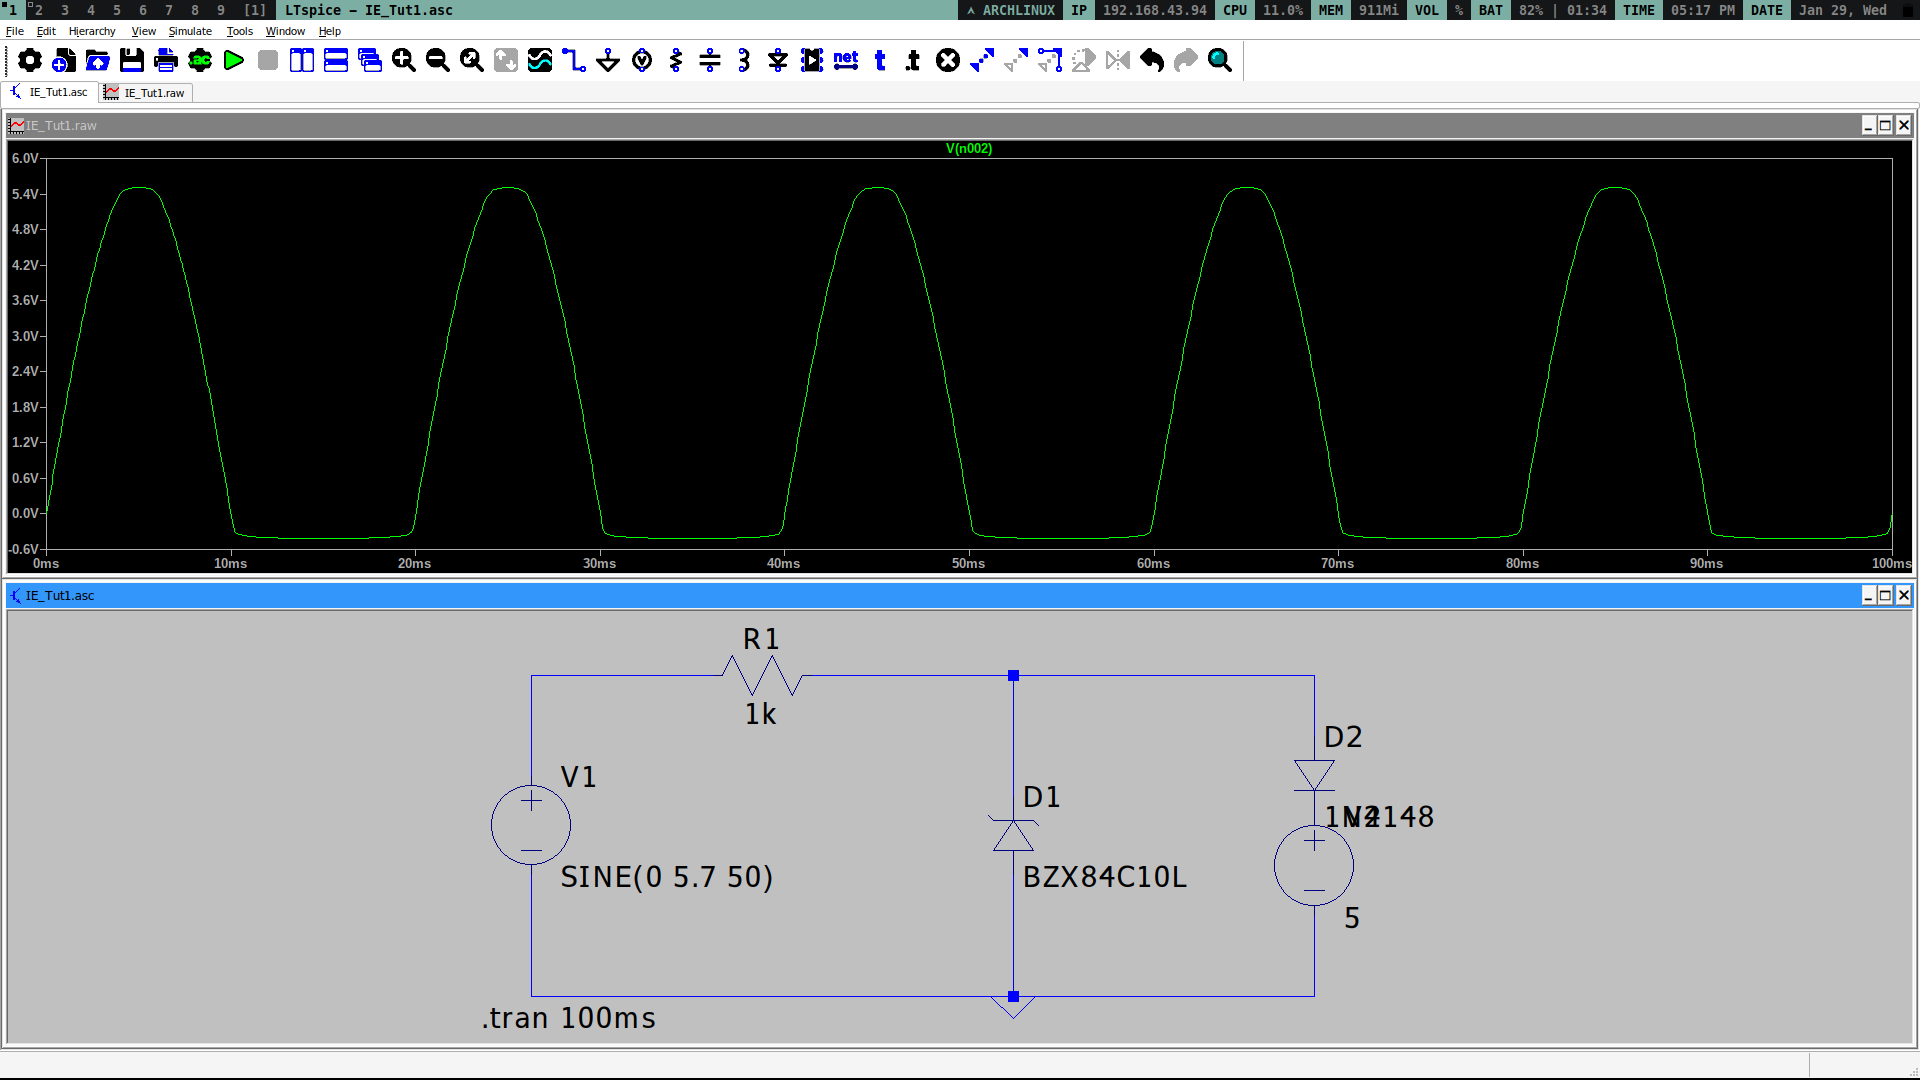 1 2 3 4 5 6 7 8 9 [1] LTspice – IE_Tut1.asc ARCHLINUX IP 192.168.43.94 CPU 11.0% MEM 911Mi VOL % BAT 82% | 01:34 TIME 05:17 PM DATE Jan 29, Wed
File Edit Hierarchy View Simulate Tools Window Help
.ac net t .t
IE_Tut1.asc IE_Tut1.raw
IE_Tut1.raw
V(n002)
6.0V
5.4V
4.8V
4.2V
3.6V
3.0V
2.4V
1.8V
1.2V
0.6V
0.0V
-0.6V
0ms 10ms 20ms 30ms 40ms 50ms 60ms 70ms 80ms 90ms 100ms
IE_Tut1.asc
R1
1k
D2
V1
D1
1N4148
V2
SINE(0 5.7 50)
BZX84C10L
5
.tran 100ms